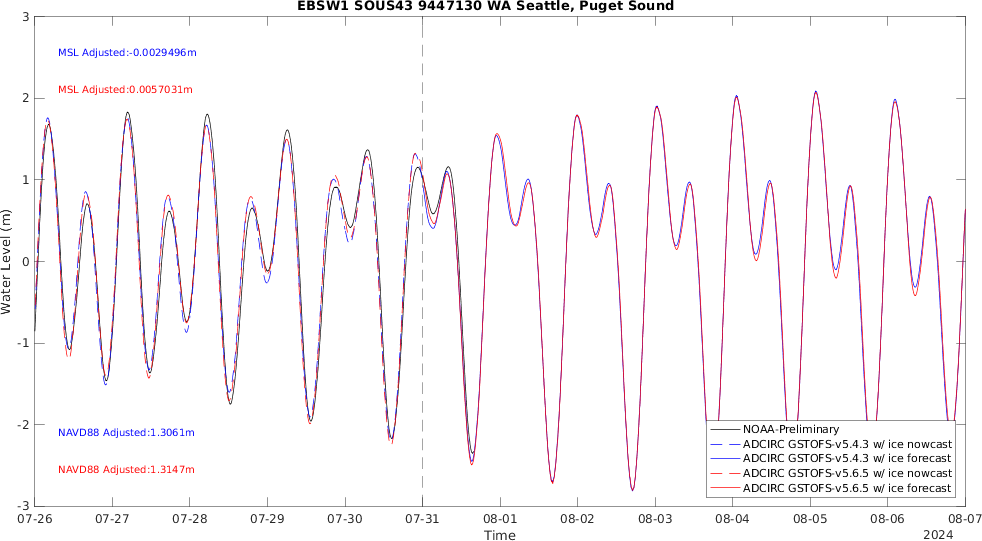 EBSW1 SOUS43 9447130 WA Seattle, Puget Sound
3
MSL Adjusted:-0.0029496m
MSL Adjusted:0.0057031m
2
1
0
-1
-2
-3
Water Level (m)
NAVD88 Adjusted:1.3061m
NAVD88 Adjusted:1.3147m
NOAA-Preliminary
ADCIRC GSTOFS-v5.4.3 w/ ice nowcast
ADCIRC GSTOFS-v5.4.3 w/ ice forecast
ADCIRC GSTOFS-v5.6.5 w/ ice nowcast
ADCIRC GSTOFS-v5.6.5 w/ ice forecast
07-26 07-27 07-28 07-29 07-30 07-31 08-01 08-02 08-03 08-04 08-05 08-06 08-07
Time
2024